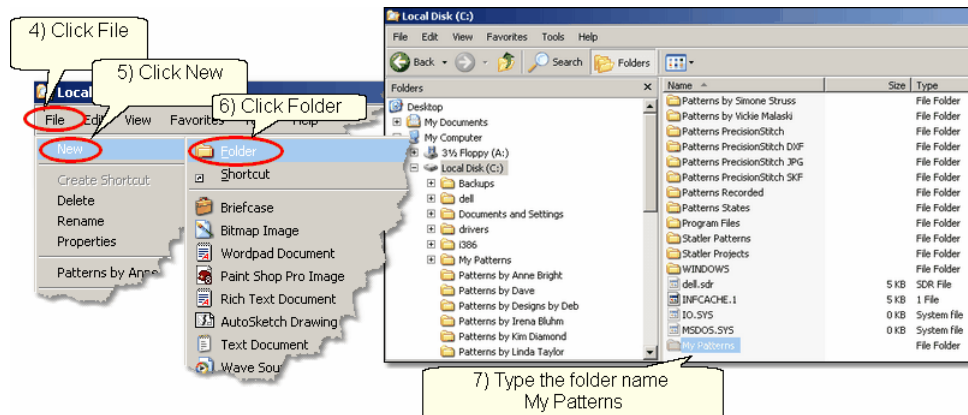 4) Click File
5) Click New
6) Click Folder
Local
File Edit View Favorites Help
New
Create Shortcut
Delete
Rename
Properties
Patterns by Anne
Folder
Shortcut
Briefcase
Bitmap Image
Wordpad Document
Paint Shop Pro Image
Rich Text Document
AutoSketch Drawing
Text Document
Wave Sou
Local Disk (C:)
File Edit View Favorites Tools Help
Back Search Folders
Folders x
Desktop
My Documents
My Computer
3½ Floppy (A:)
Local Disk (C:)
Backups
dell
Documents and Settings
drivers
i386
My Patterns
Patterns by Anne Bright
Patterns by Dave
Patterns by Designs by Deb
Patterns by Irena Bluhm
Patterns by Kim Diamond
Patterns by Linda Taylor
Name Size Type
Patterns by Simone Struss File Folder
Patterns by Vickie Malaski File Folder
Patterns PrecisionStitch File Folder
Patterns PrecisionStitch DXF File Folder
Patterns PrecisionStitch JPG File Folder
Patterns PrecisionStitch SKF File Folder
Patterns Recorded File Folder
Patterns States File Folder
Program Files File Folder
Statler Patterns File Folder
Statler Projects File Folder
WINDOWS File Folder
dell.sdr 5 KB SDR File
INFCACHE.1 5 KB 1 File
IO.SYS 0 KB System file
MSDOS.SYS 0 KB System file
My Patterns File Folder
7) Type the folder name
My Patterns